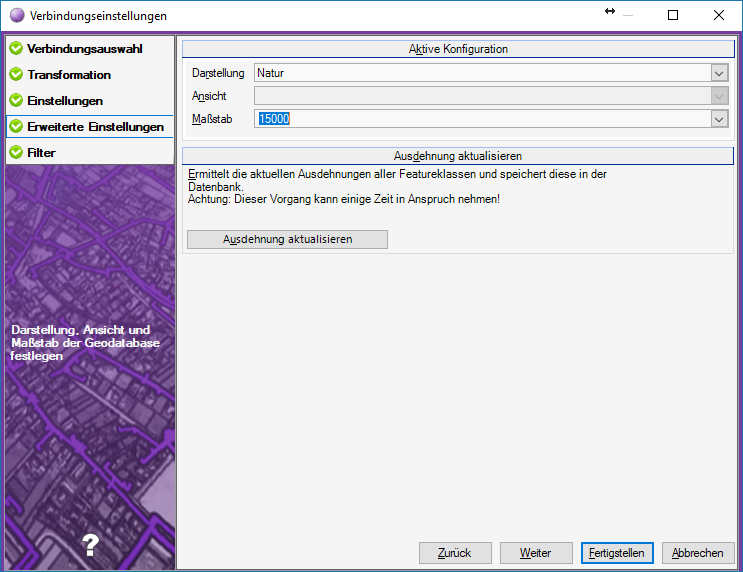 Verbindungseinstellungen
Verbindungsauswahl
Transformation
Einstellungen
Erweiterte Einstellungen
Filter
Darstellung, Ansicht und
Maßstab der Geodatabase
festlegen
?
Aktive Konfiguration
Darstellung Natur
Ansicht
Maßstab 15000
Ausdehnung aktualisieren
Ermittelt die aktuellen Ausdehnungen aller Featureklassen und speichert diese in der
Datenbank.
Achtung: Dieser Vorgang kann einige Zeit in Anspruch nehmen!
Ausdehnung aktualisieren
Zurück Weiter Fertigstellen Abbrechen